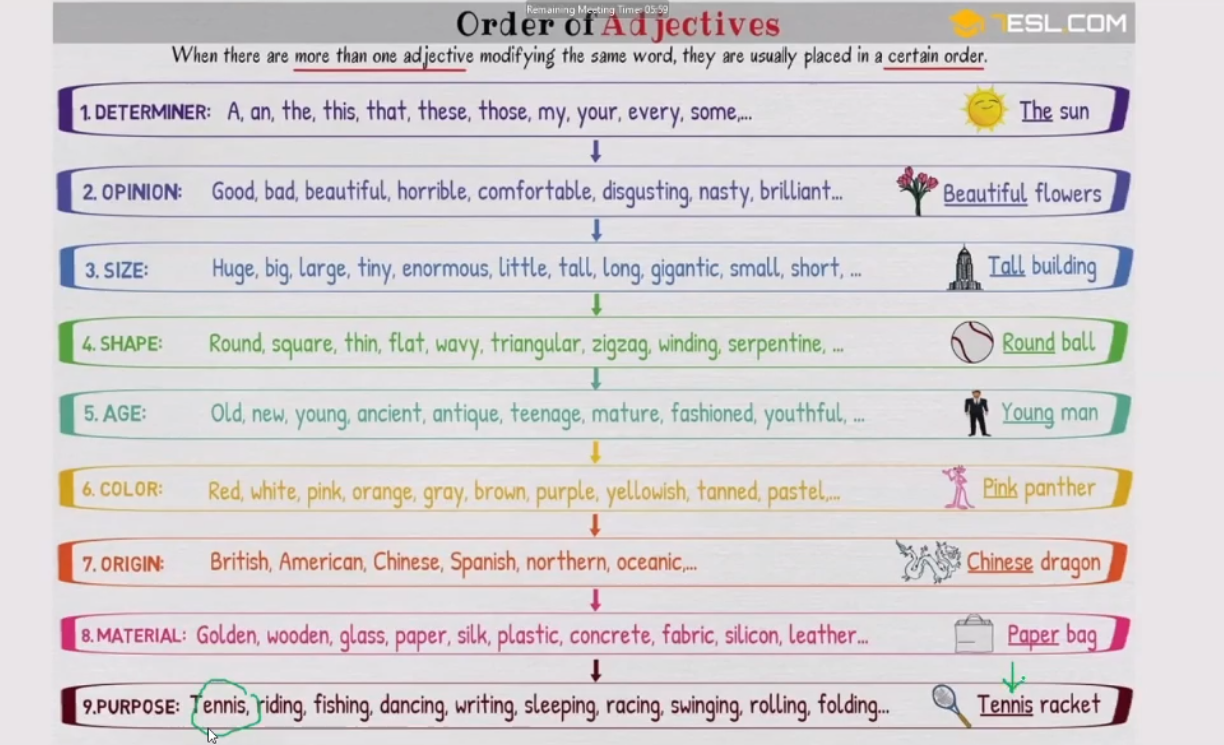 Remaining Meeting Time: 05:59
Order of Adjectives
7ESL.COM
When there are more than one adjective modifying the same word, they are usually placed in a certain order.
1. DETERMINER: A, an, the, this, that, these, those, my, your, every, some,...
The sun
2. OPINION: Good, bad, beautiful, horrible, comfortable, disgusting, nasty, brilliant...
Beautiful flowers
3. SIZE: Huge, big, large, tiny, enormous, little, tall, long, gigantic, small, short, ...
Tall building
4. SHAPE: Round, square, thin, flat, wavy, triangular, zigzag, winding, serpentine, ...
Round ball
5. AGE: Old, new, young, ancient, antique, teenage, mature, fashioned, youthful, ...
Young man
6. COLOR: Red, white, pink, orange, gray, brown, purple, yellowish, tanned, pastel,...
Pink panther
7. ORIGIN: British, American, Chinese, Spanish, northern, oceanic,...
Chinese dragon
8. MATERIAL: Golden, wooden, glass, paper, silk, plastic, concrete, fabric, silicon, leather...
Paper bag
9.PURPOSE: Tennis, riding, fishing, dancing, writing, sleeping, racing, swinging, rolling, folding...
Tennis racket